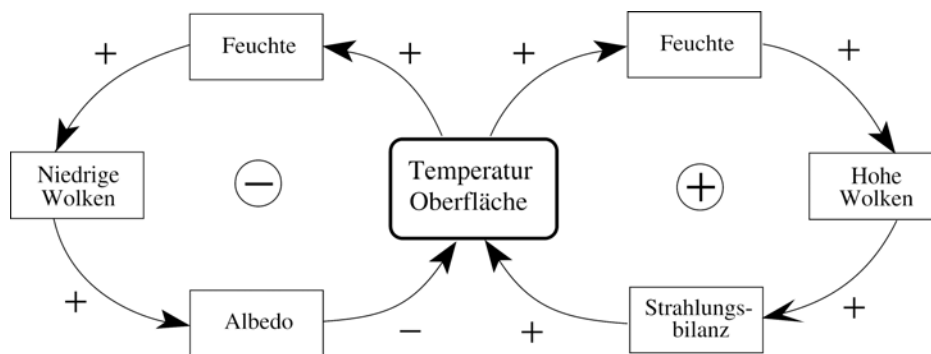 +
Feuchte
+
+
Feuchte
+
Niedrige
Wolken
−
Temperatur
Oberfläche
+
Hohe
Wolken
+
Albedo
−
+
Strahlungs-
bilanz
+